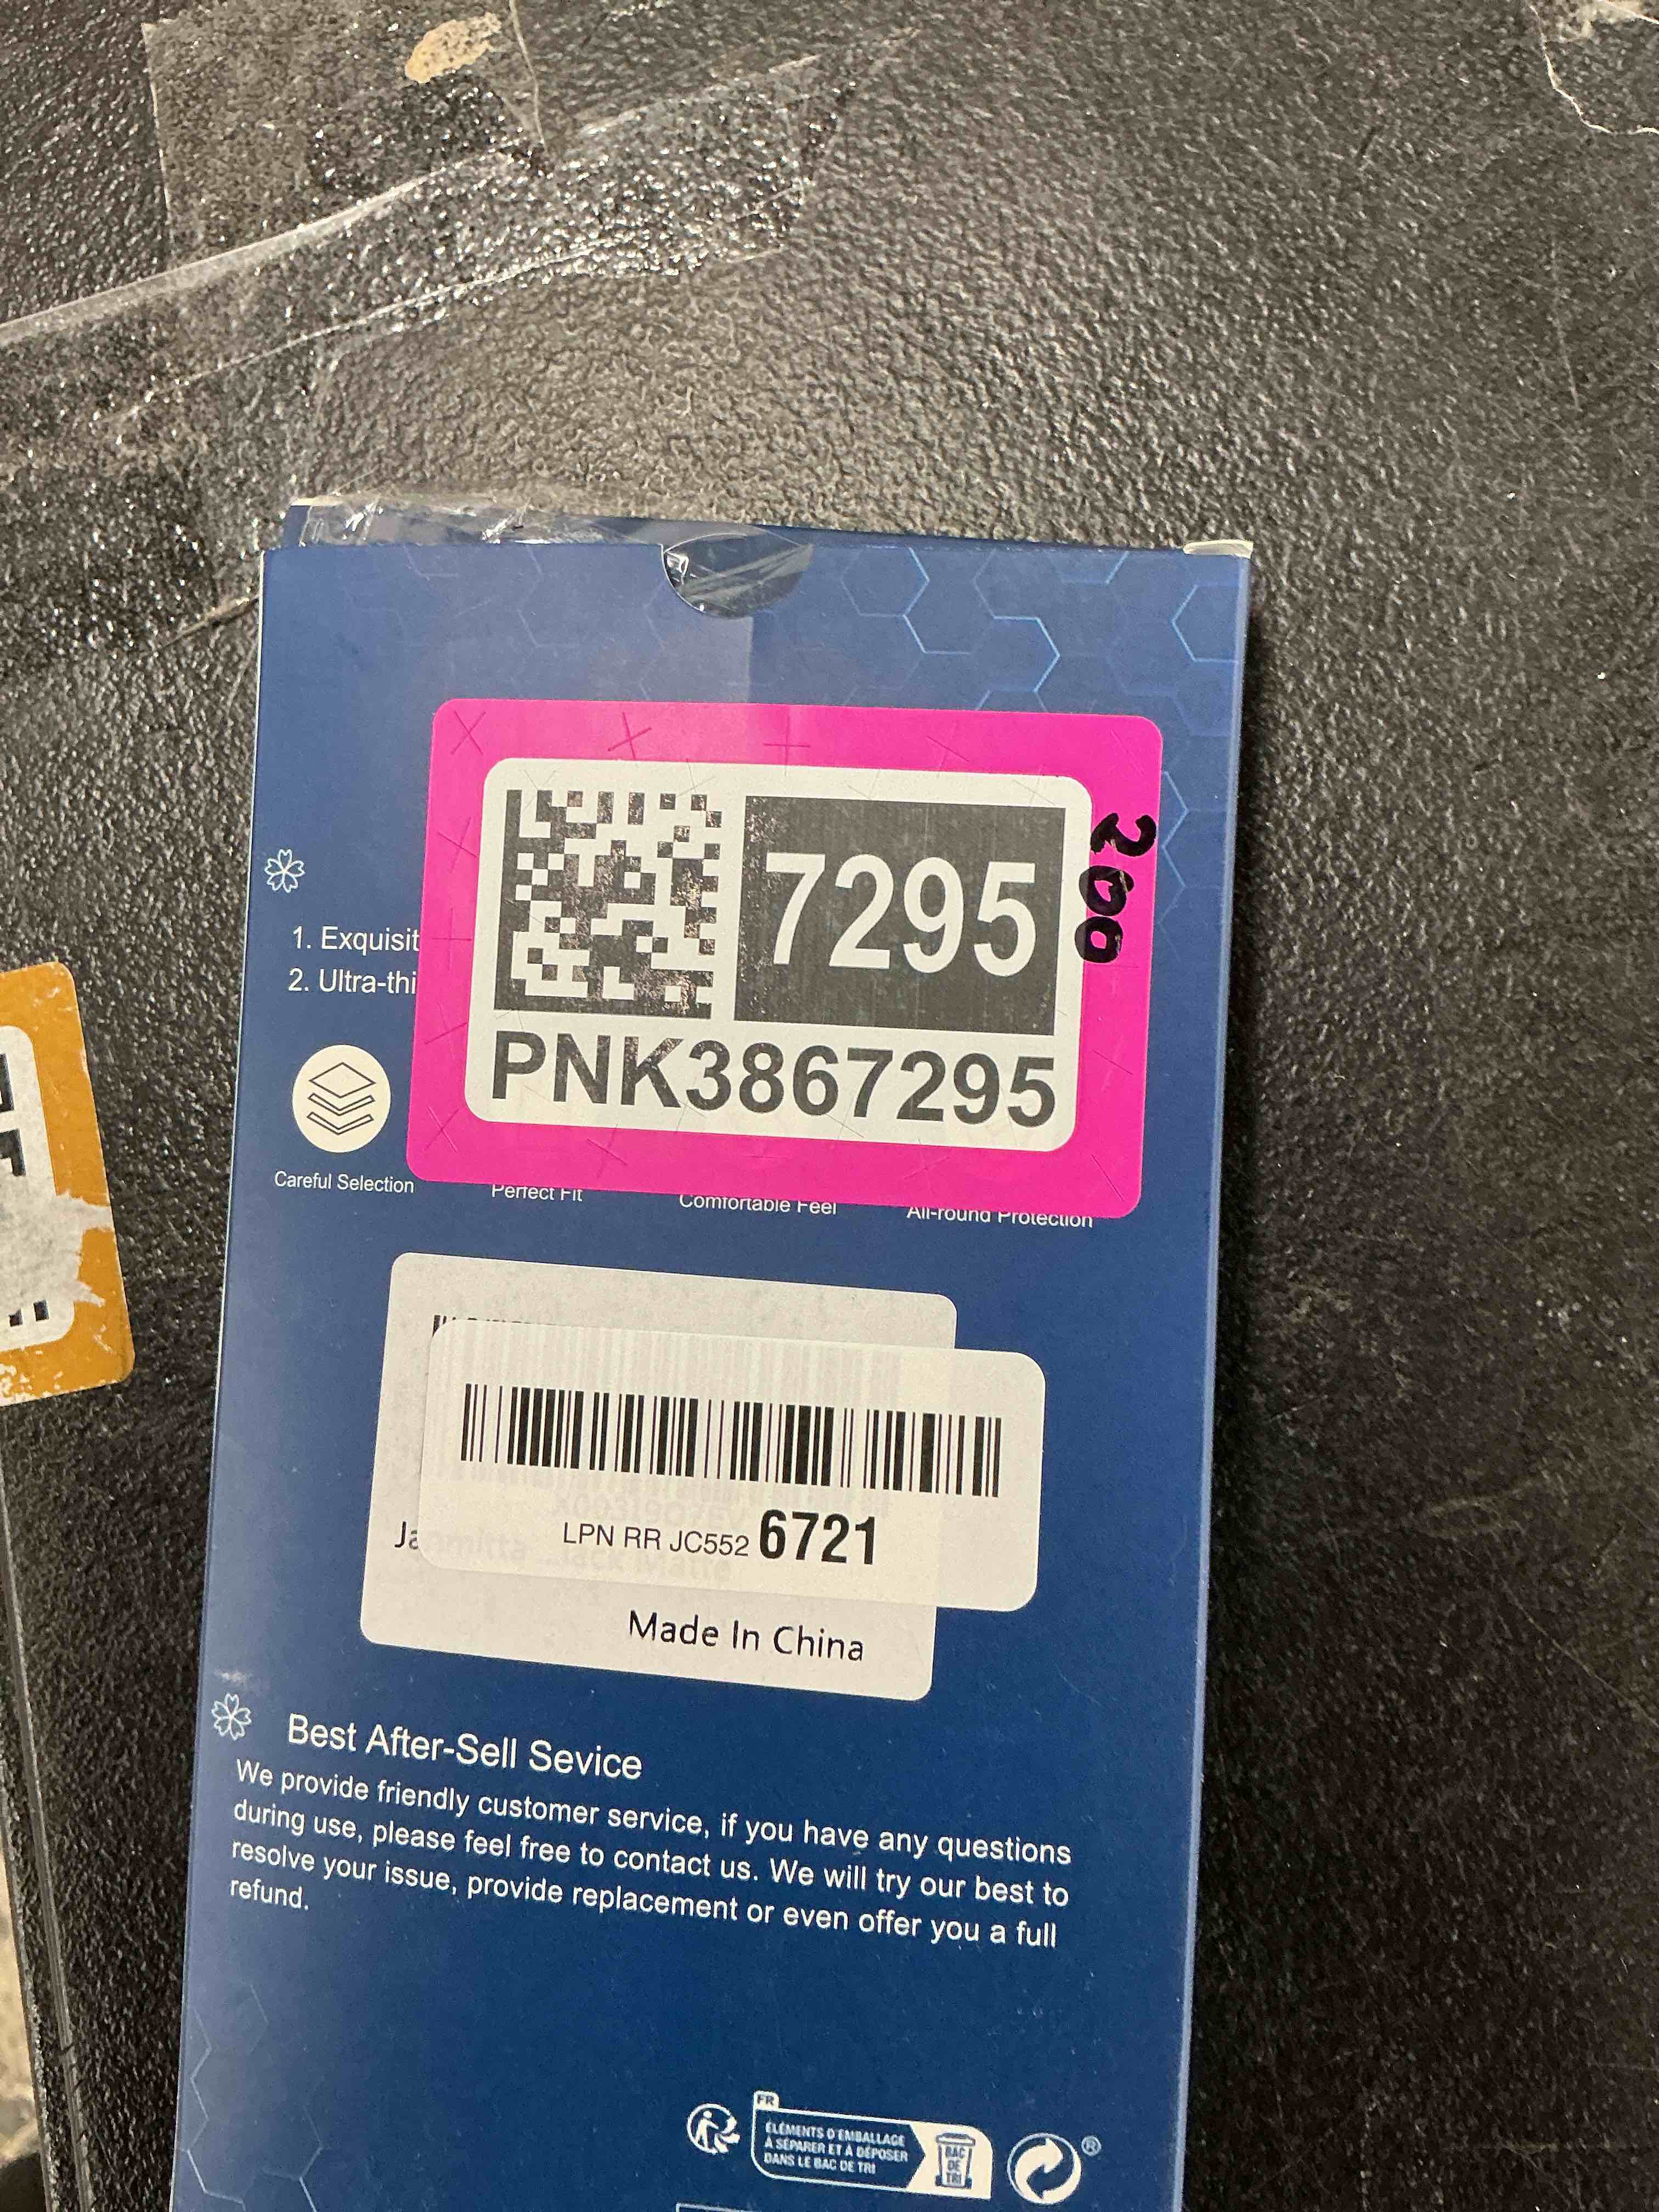 7295
200
PNK3867295
1. Exquisit
2. Ultra-thi
Careful Selection
Perfect Fit
Comfortable Feel
All-round Protection
LPN RR JC552 6721
Made In China
Best After-Sell Sevice
We provide friendly customer service, if you have any questions
during use, please feel free to contact us. We will try our best to
resolve your issue, provide replacement or even offer you a full
refund.
FR
ÉLÉMENTS D'EMBALLAGE
À SÉPARER ET À DÉPOSER
DANS LE BAC DE TRI
BAC
DE
TRI
®